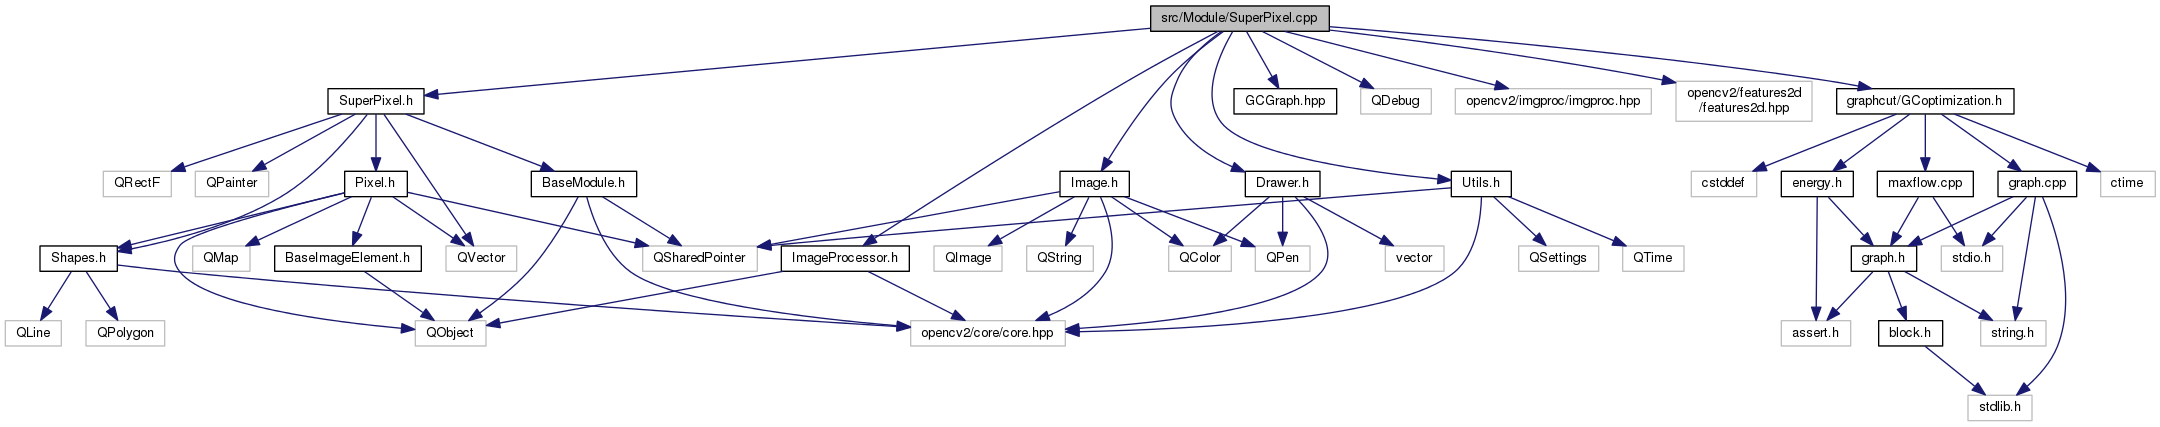 src/Module/SuperPixel.cpp
SuperPixel.h
GCGraph.hpp
QDebug
opencv2/imgproc/imgproc.hpp
opencv2/features2d
/features2d.hpp
graphcut/GCoptimization.h
QRectF
QPainter
Pixel.h
BaseModule.h
Image.h
Drawer.h
Utils.h
cstddef
energy.h
maxflow.cpp
graph.cpp
ctime
Shapes.h
QMap
BaseImageElement.h
QVector
QSharedPointer
ImageProcessor.h
QImage
QString
QColor
QPen
vector
QSettings
QTime
graph.h
stdio.h
QLine
QPolygon
QObject
opencv2/core/core.hpp
assert.h
block.h
string.h
stdlib.h